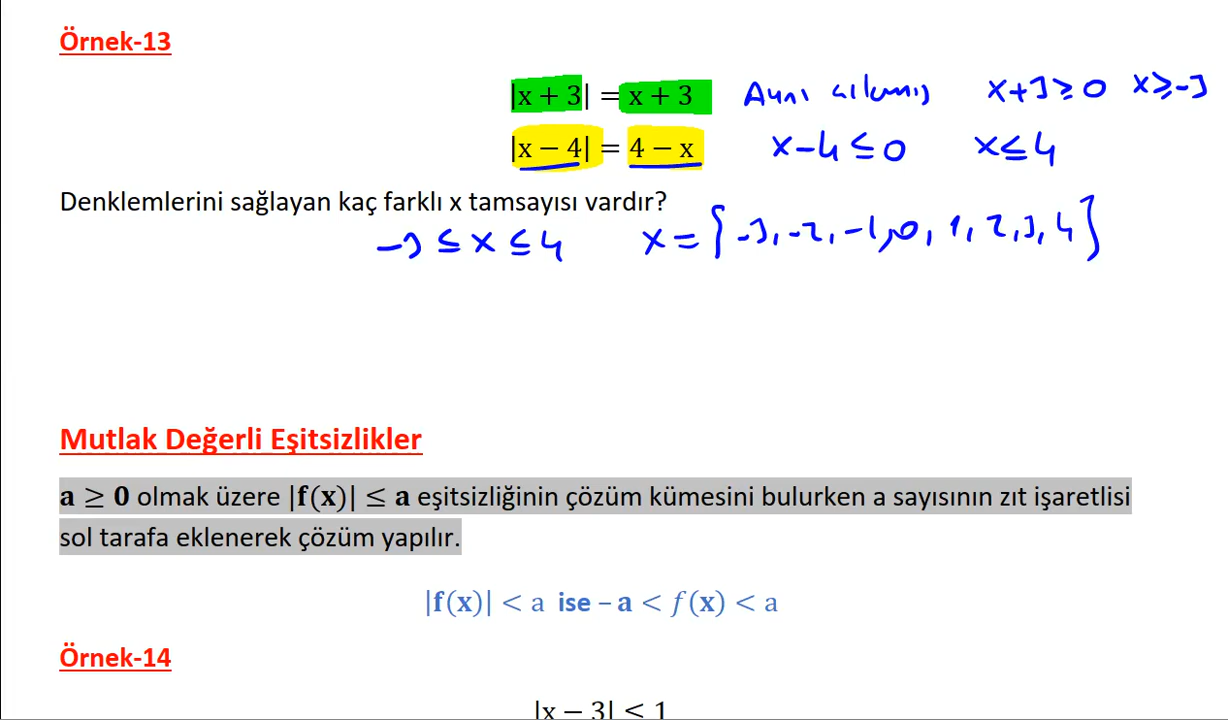 Örnek-13
|x + 3| = x + 3 Aynı çıkmış x+3≥0 x≥-3
|x − 4| = 4 − x x-4≤0 x≤4
Denklemlerini sağlayan kaç farklı x tamsayısı vardır?
-3 ≤ x ≤ 4 x = {-3, -2, -1, 0, 1, 2, 3, 4}
Mutlak Değerli Eşitsizlikler
a ≥ 0 olmak üzere |f(x)| ≤ a eşitsizliğinin çözüm kümesini bulurken a sayısının zıt işaretlisi
sol tarafa eklenerek çözüm yapılır.
|f(x)| < a ise – a < f(x) < a
Örnek-14
|x − 3| < 1